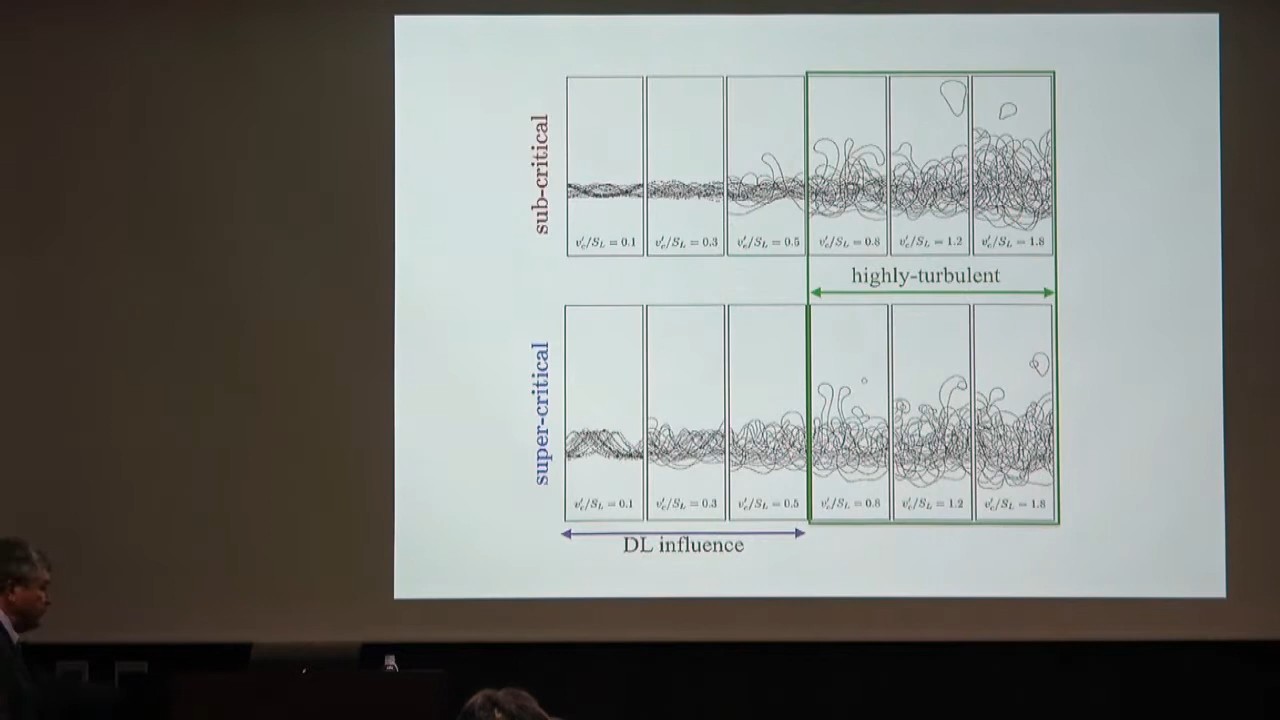 sub-critical
v′c/SL = 0.1
v′c/SL = 0.3
v′c/SL = 0.5
v′c/SL = 0.8
v′c/SL = 1.2
v′c/SL = 1.8
highly-turbulent
super-critical
v′c/SL = 0.1
v′c/SL = 0.3
v′c/SL = 0.5
v′c/SL = 0.8
v′c/SL = 1.2
v′c/SL = 1.8
DL influence